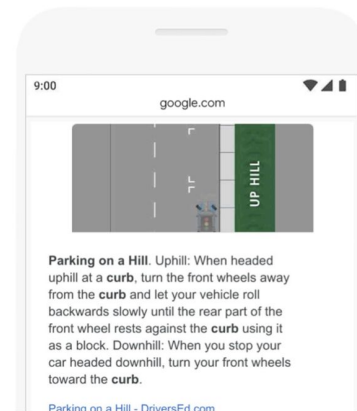 9:00
google.com
UP HILL
Parking on a Hill. Uphill: When headed
uphill at a curb, turn the front wheels away
from the curb and let your vehicle roll
backwards slowly until the rear part of the
front wheel rests against the curb using it
as a block. Downhill: When you stop your
car headed downhill, turn your front wheels
toward the curb.
Parking on a Hill - DriversEd.com